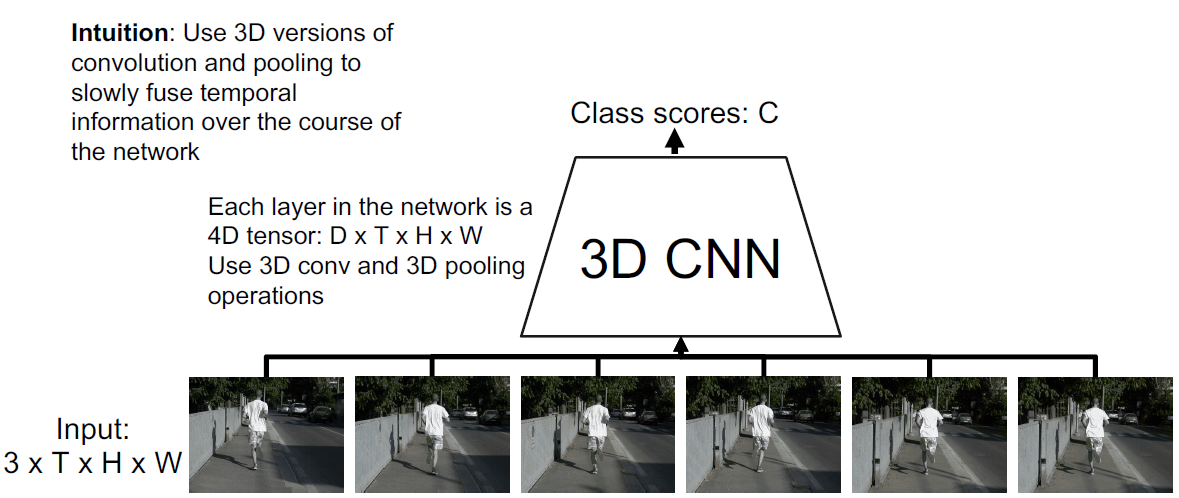 Intuition: Use 3D versions of
convolution and pooling to
slowly fuse temporal
information over the course of
the network
Class scores: C
Each layer in the network is a
4D tensor: D x T x H x W
Use 3D conv and 3D pooling
operations
3D CNN
Input:
3 x T x H x W